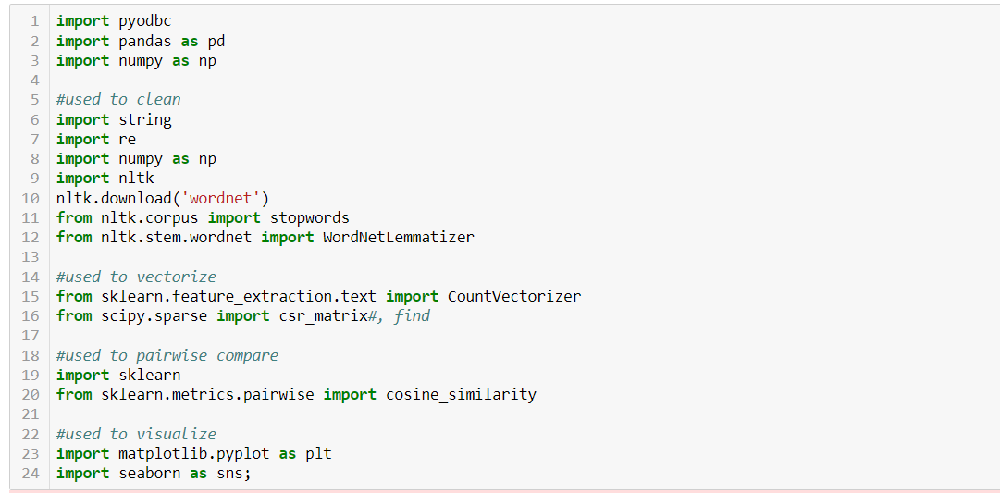 1 import pyodbc
2 import pandas as pd
3 import numpy as np
4
5 #used to clean
6 import string
7 import re
8 import numpy as np
9 import nltk
10 nltk.download('wordnet')
11 from nltk.corpus import stopwords
12 from nltk.stem.wordnet import WordNetLemmatizer
13
14 #used to vectorize
15 from sklearn.feature_extraction.text import CountVectorizer
16 from scipy.sparse import csr_matrix#, find
17
18 #used to pairwise compare
19 import sklearn
20 from sklearn.metrics.pairwise import cosine_similarity
21
22 #used to visualize
23 import matplotlib.pyplot as plt
24 import seaborn as sns;